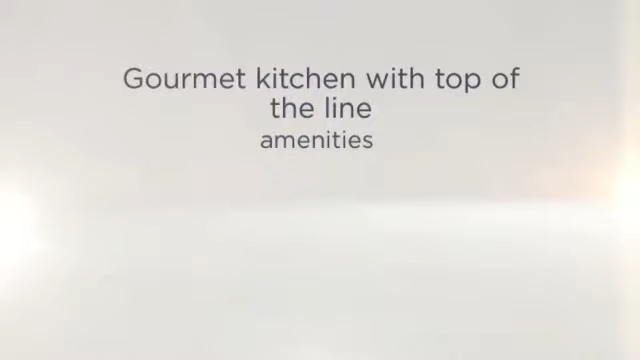 Gourmet kitchen with top of
the line
amenities